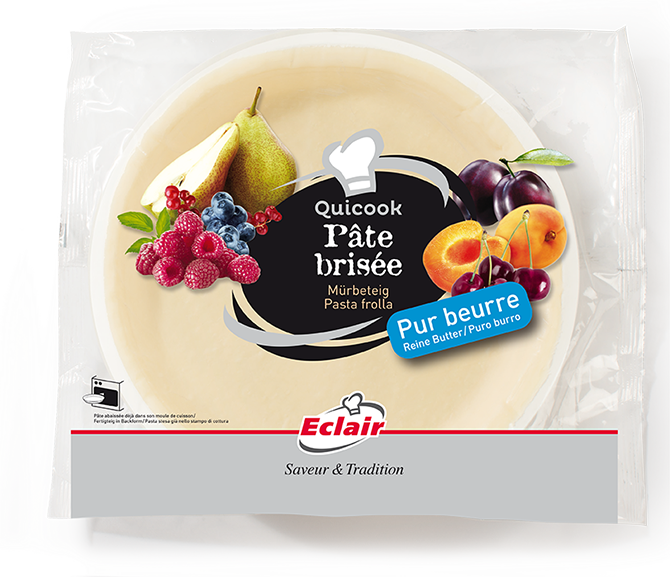 Quicook
Pâte
brisée
Mürbeteig
Pasta frolla
Pur beurre
Reine Butter/Puro burro
Pâte abaissée déjà dans son moule de cuisson/
Fertigteig in Backform/Pasta stesa già nello stampo di cottura
Eclair
Saveur & Tradition